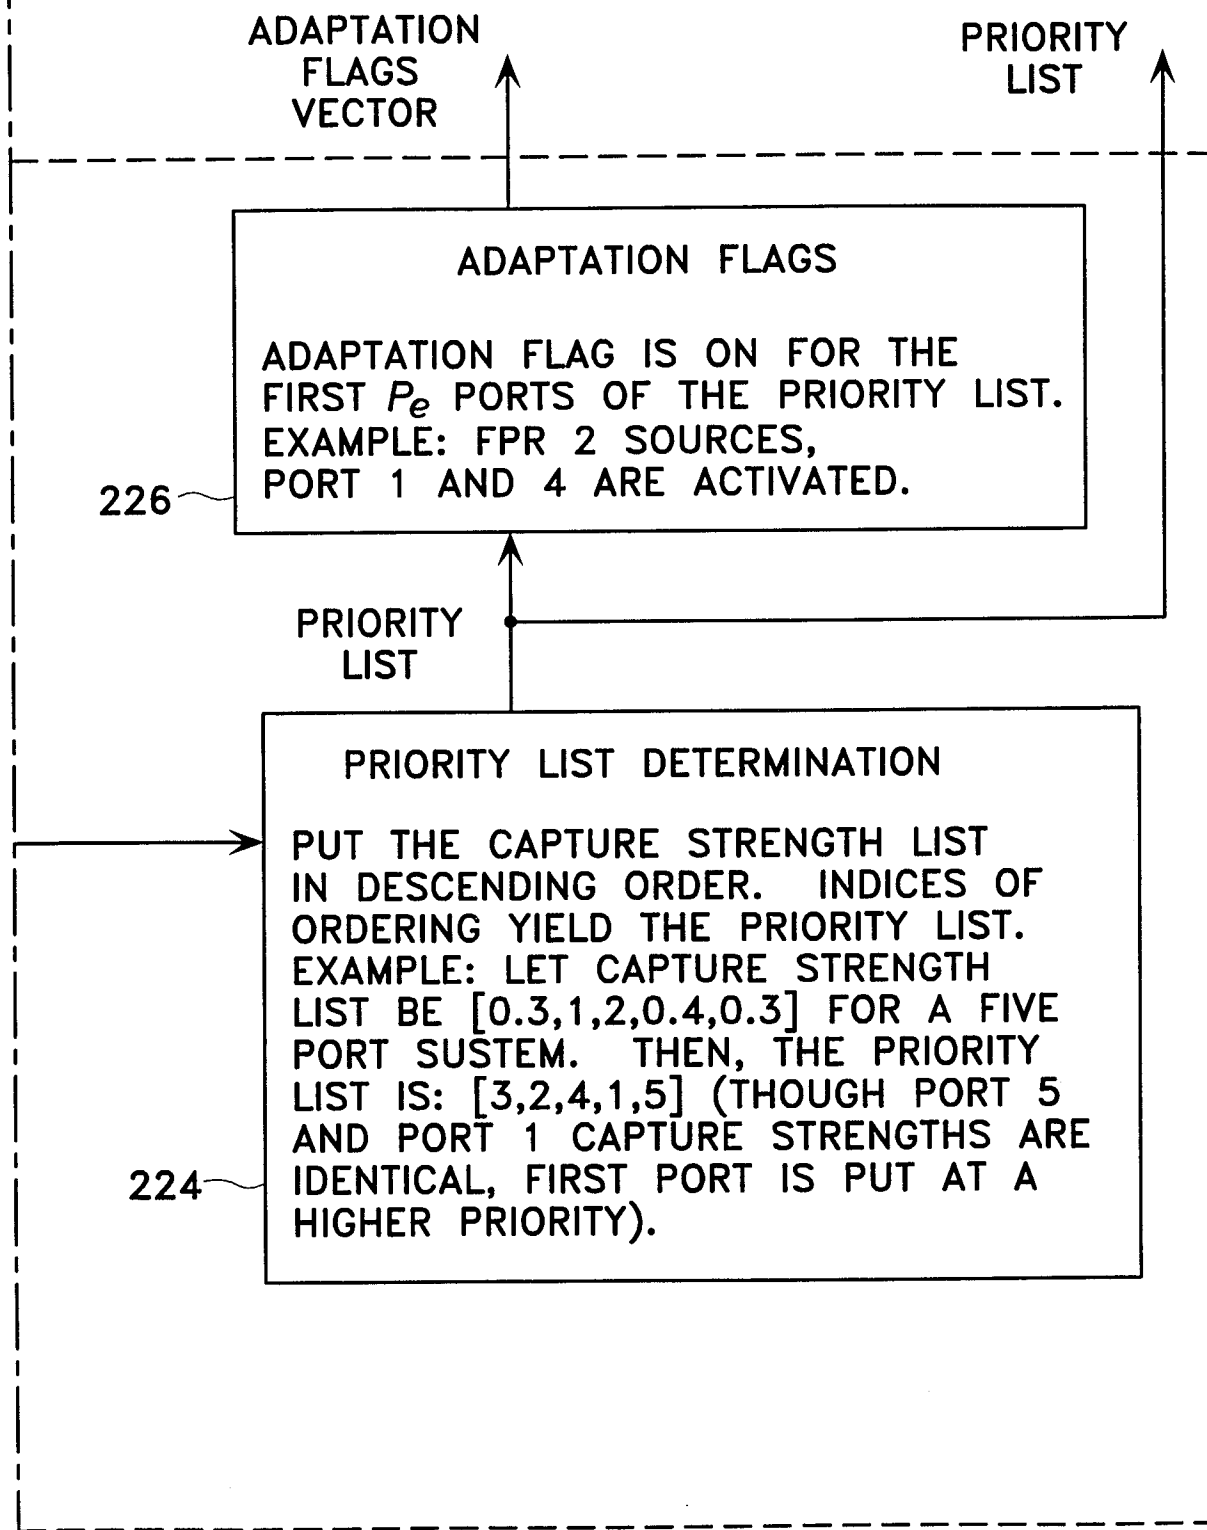 ADAPTATION
FLAGS
VECTOR
PRIORITY
LIST
ADAPTATION FLAGS
ADAPTATION FLAG IS ON FOR THE
FIRST Pe PORTS OF THE PRIORITY LIST.
EXAMPLE: FPR 2 SOURCES,
PORT 1 AND 4 ARE ACTIVATED.
226
PRIORITY
LIST
PRIORITY LIST DETERMINATION
PUT THE CAPTURE STRENGTH LIST
IN DESCENDING ORDER. INDICES OF
ORDERING YIELD THE PRIORITY LIST.
EXAMPLE: LET CAPTURE STRENGTH
LIST BE [0.3,1,2,0.4,0.3] FOR A FIVE
PORT SUSTEM. THEN, THE PRIORITY
LIST IS: [3,2,4,1,5] (THOUGH PORT 5
AND PORT 1 CAPTURE STRENGTHS ARE
IDENTICAL, FIRST PORT IS PUT AT A
HIGHER PRIORITY).
224